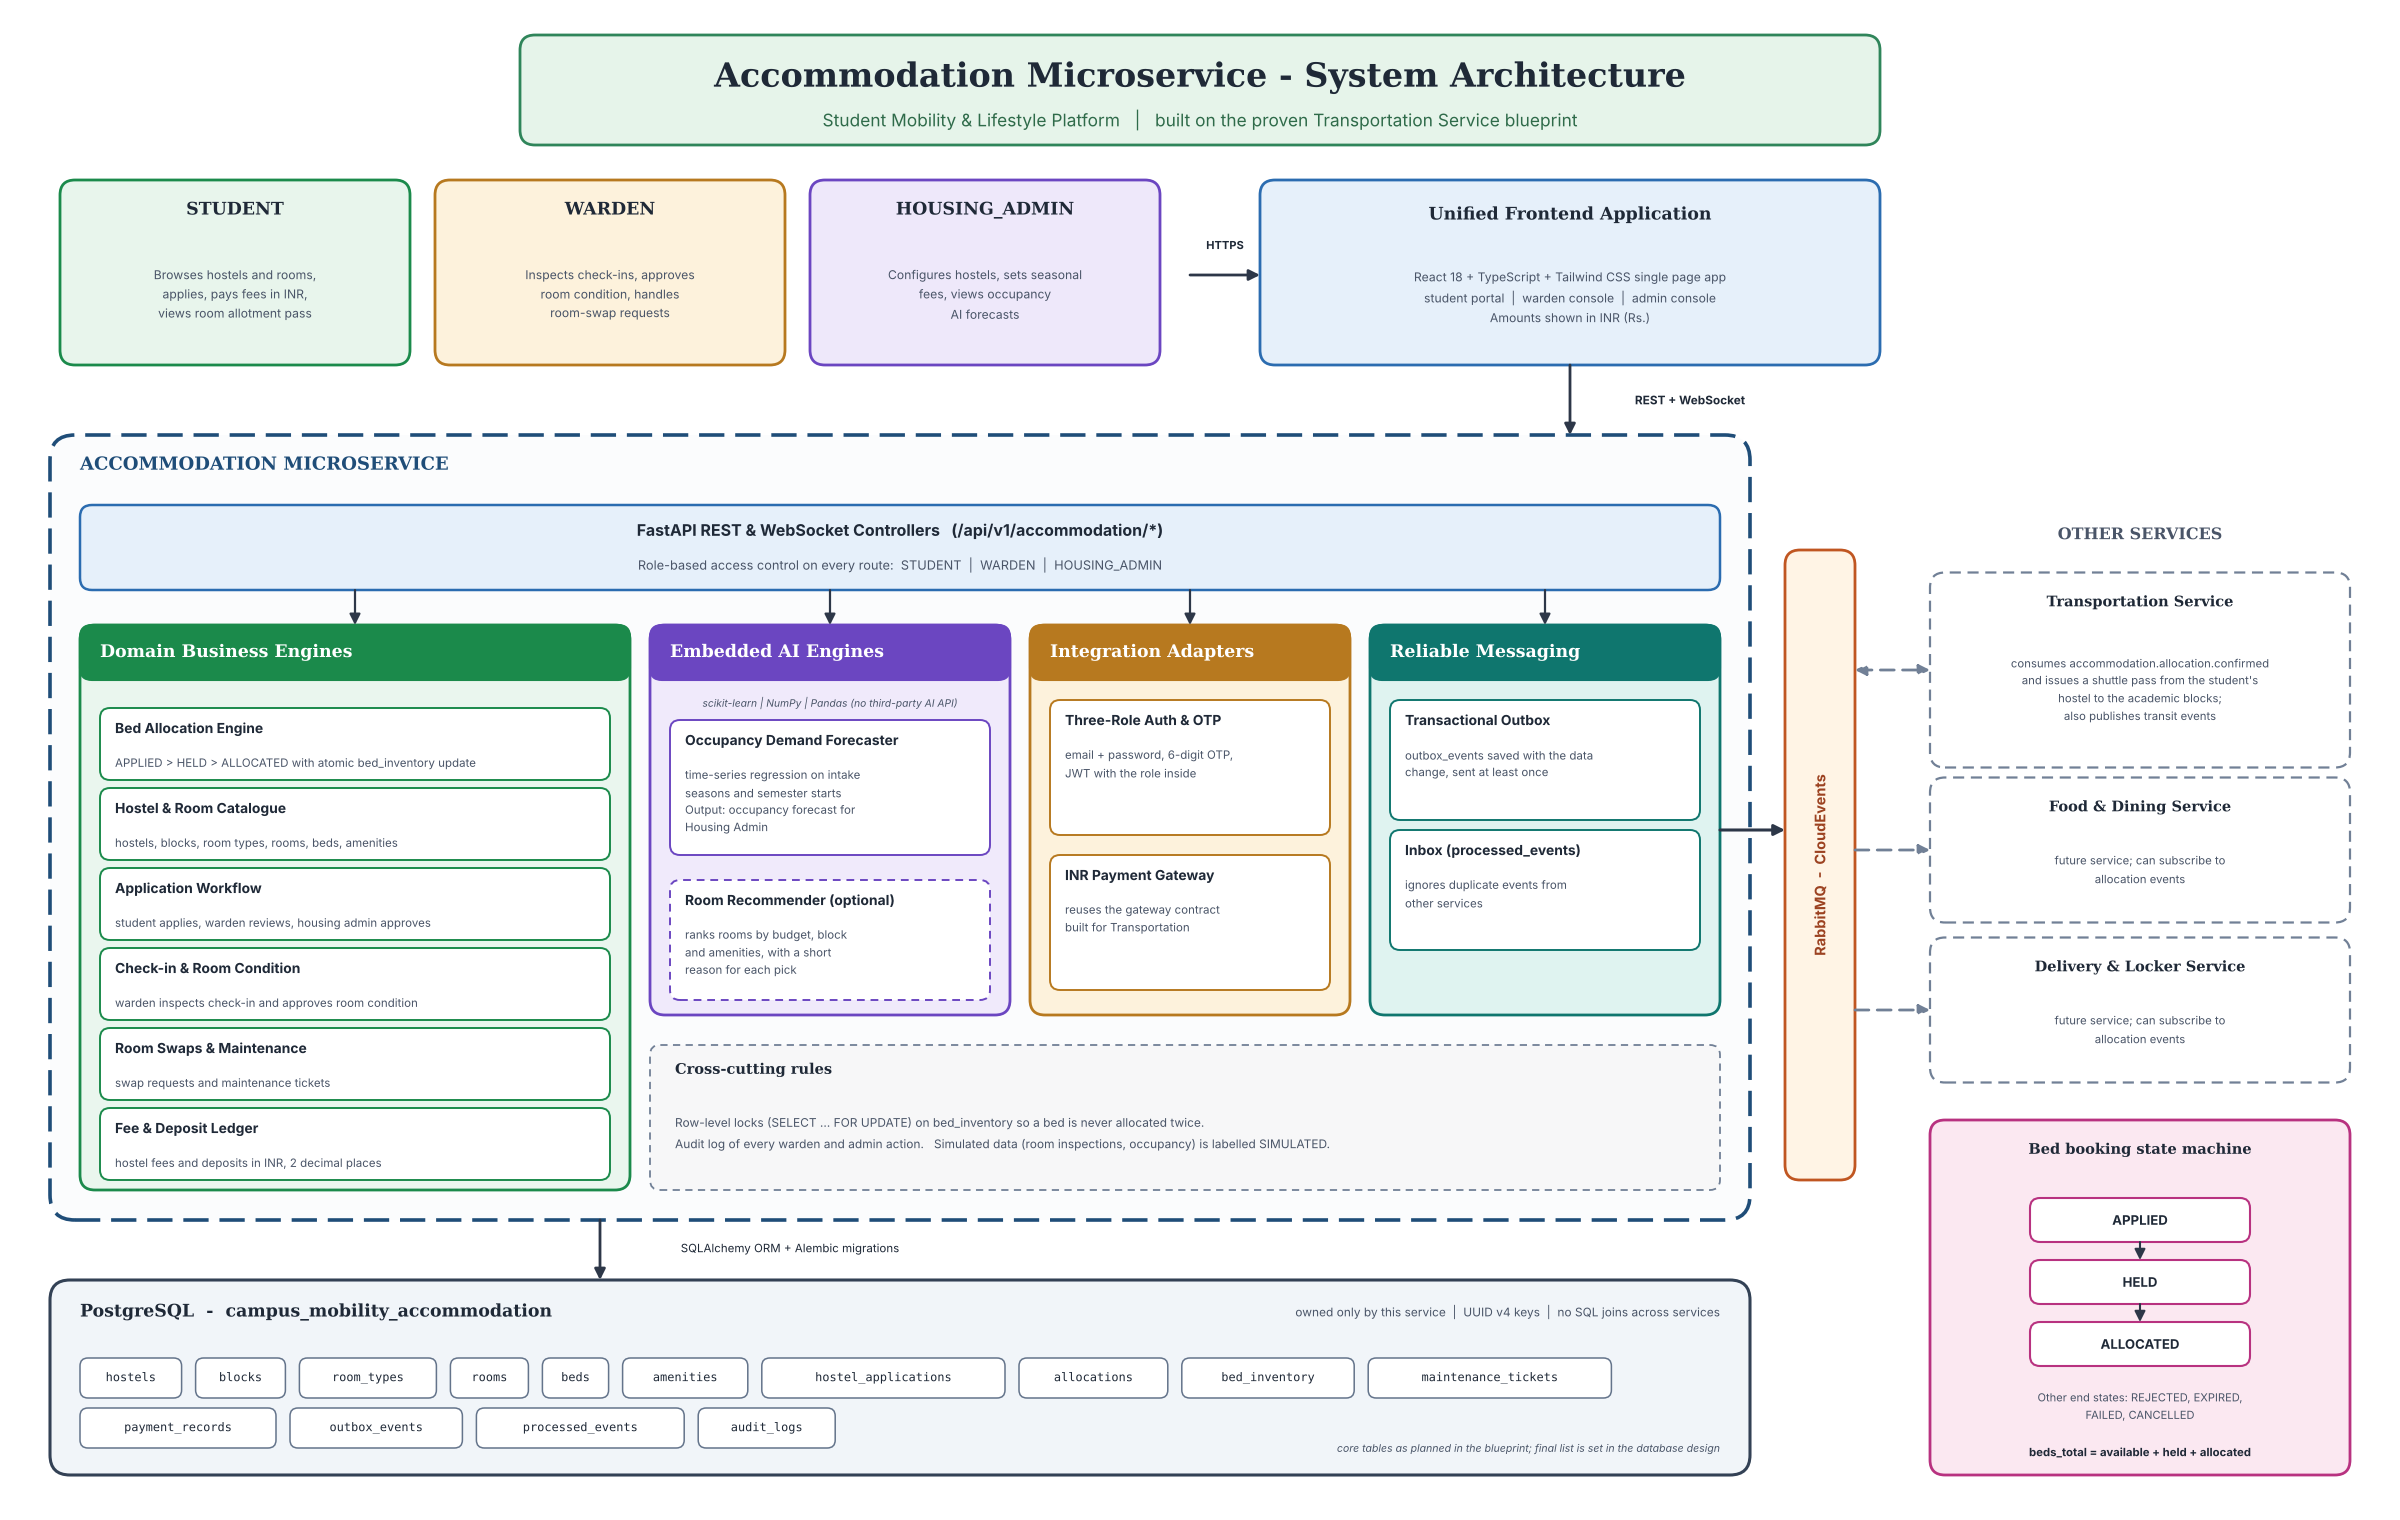 Accommodation Microservice - System Architecture
Student Mobility & Lifestyle Platform | built on the proven Transportation Service blueprint
STUDENT
Browses hostels and rooms,
applies, pays fees in INR,
views room allotment pass
WARDEN
Inspects check-ins, approves
room condition, handles
room-swap requests
HOUSING_ADMIN
Configures hostels, sets seasonal
fees, views occupancy
AI forecasts
HTTPS
Unified Frontend Application
React 18 + TypeScript + Tailwind CSS single page app
student portal | warden console | admin console
Amounts shown in INR (Rs.)
REST + WebSocket
ACCOMMODATION MICROSERVICE
FastAPI REST & WebSocket Controllers (/api/v1/accommodation/*)
Role-based access control on every route: STUDENT | WARDEN | HOUSING_ADMIN
Domain Business Engines
Bed Allocation Engine
APPLIED > HELD > ALLOCATED with atomic bed_inventory update
Hostel & Room Catalogue
hostels, blocks, room types, rooms, beds, amenities
Application Workflow
student applies, warden reviews, housing admin approves
Check-in & Room Condition
warden inspects check-in and approves room condition
Room Swaps & Maintenance
swap requests and maintenance tickets
Fee & Deposit Ledger
hostel fees and deposits in INR, 2 decimal places
Embedded AI Engines
scikit-learn | NumPy | Pandas (no third-party AI API)
Occupancy Demand Forecaster
time-series regression on intake
seasons and semester starts
Output: occupancy forecast for
Housing Admin
Room Recommender (optional)
ranks rooms by budget, block
and amenities, with a short
reason for each pick
Integration Adapters
Three-Role Auth & OTP
email + password, 6-digit OTP,
JWT with the role inside
INR Payment Gateway
reuses the gateway contract
built for Transportation
Reliable Messaging
Transactional Outbox
outbox_events saved with the data
change, sent at least once
Inbox (processed_events)
ignores duplicate events from
other services
Cross-cutting rules
Row-level locks (SELECT ... FOR UPDATE) on bed_inventory so a bed is never allocated twice.
Audit log of every warden and admin action. Simulated data (room inspections, occupancy) is labelled SIMULATED.
RabbitMQ - CloudEvents
OTHER SERVICES
Transportation Service
consumes accommodation.allocation.confirmed
and issues a shuttle pass from the student's
hostel to the academic blocks;
also publishes transit events
Food & Dining Service
future service; can subscribe to
allocation events
Delivery & Locker Service
future service; can subscribe to
allocation events
Bed booking state machine
APPLIED
HELD
ALLOCATED
Other end states: REJECTED, EXPIRED,
FAILED, CANCELLED
beds_total = available + held + allocated
SQLAlchemy ORM + Alembic migrations
PostgreSQL - campus_mobility_accommodation
owned only by this service | UUID v4 keys | no SQL joins across services
hostels
blocks
room_types
rooms
beds
amenities
hostel_applications
allocations
bed_inventory
maintenance_tickets
payment_records
outbox_events
processed_events
audit_logs
core tables as planned in the blueprint; final list is set in the database design